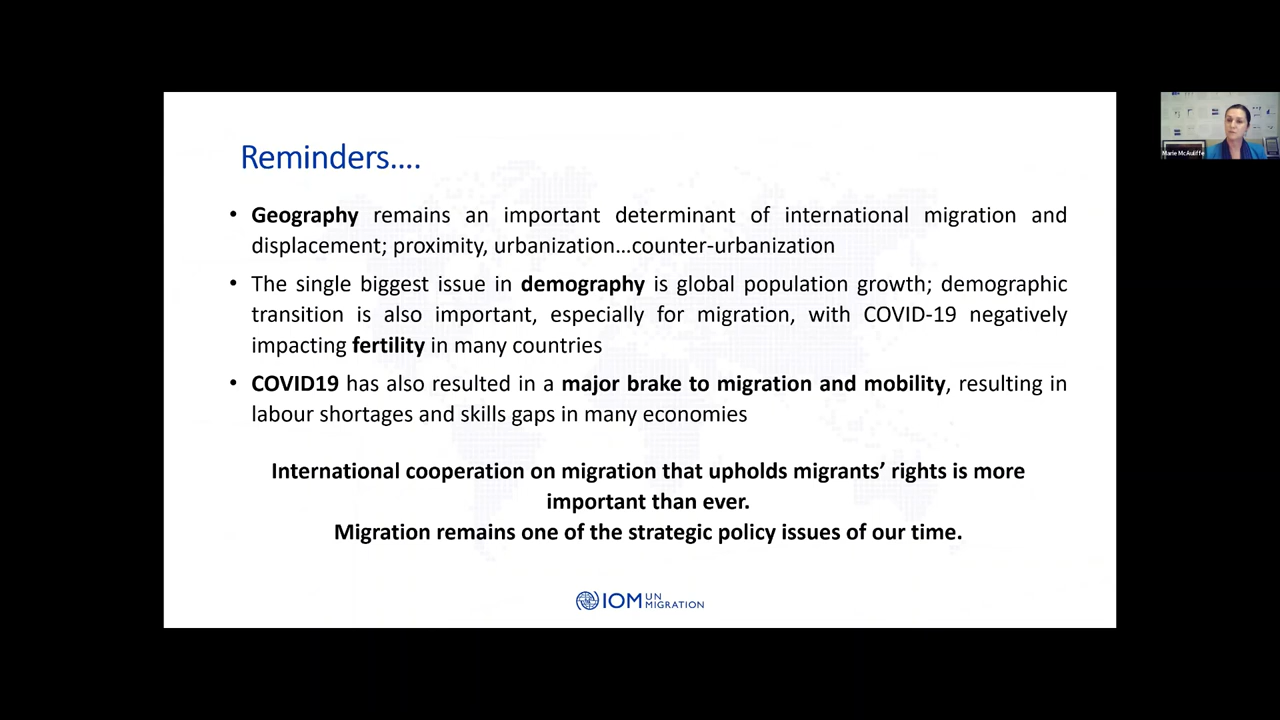 Reminders....
• Geography remains an important determinant of international migration and
displacement; proximity, urbanization...counter-urbanization
• The single biggest issue in demography is global population growth; demographic
transition is also important, especially for migration, with COVID-19 negatively
impacting fertility in many countries
• COVID19 has also resulted in a major brake to migration and mobility, resulting in
labour shortages and skills gaps in many economies
International cooperation on migration that upholds migrants’ rights is more
important than ever.
Migration remains one of the strategic policy issues of our time.
IOM UN
MIGRATION
Marie McAuliffe